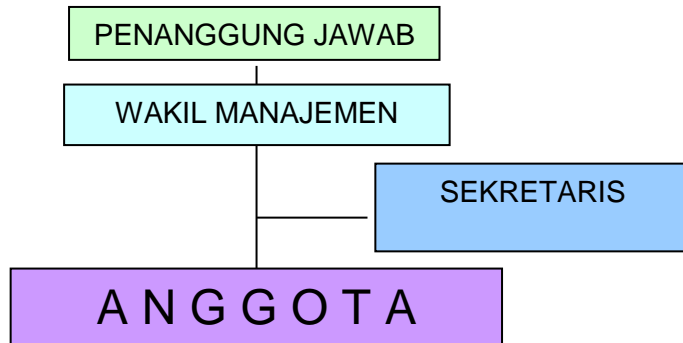 PENANGGUNG JAWAB
WAKIL MANAJEMEN
SEKRETARIS
A N G G O T A